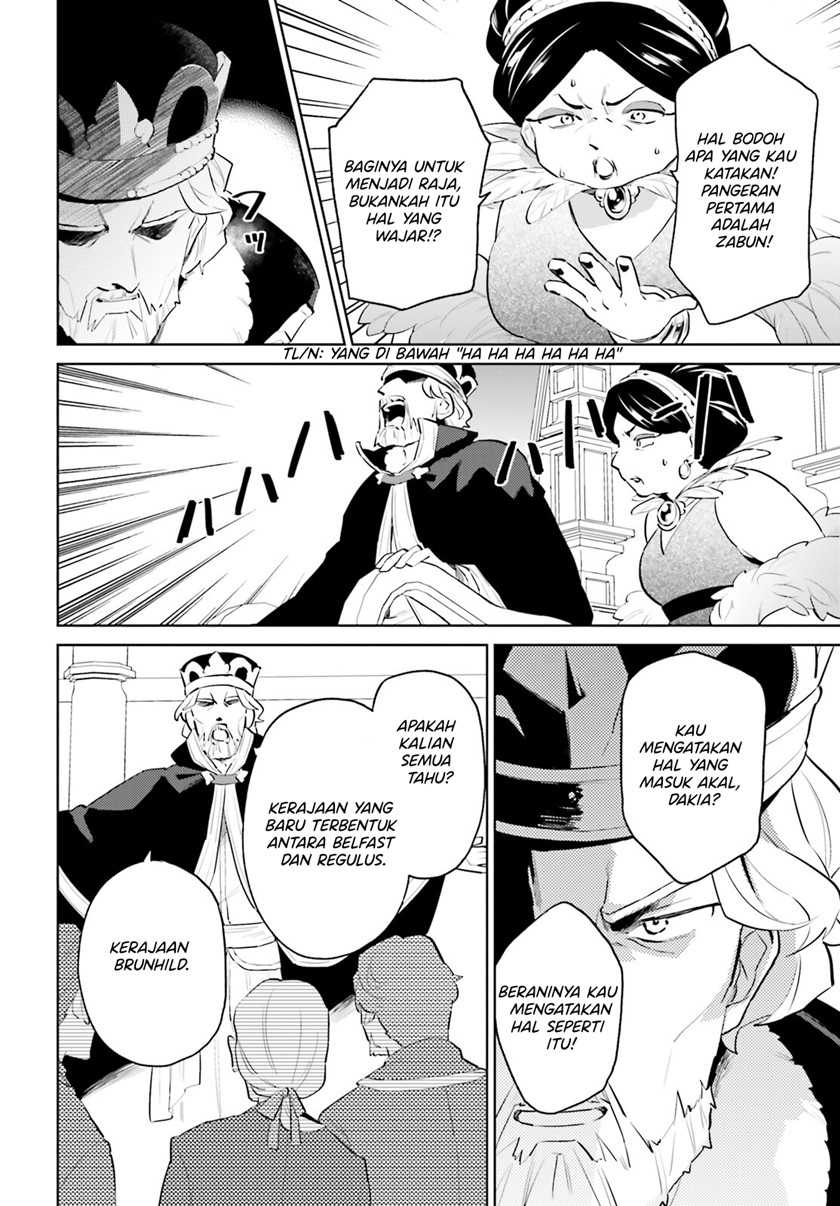 HAL BODOH
APA YANG KAU
KATAKAN!
PANGERAN
PERTAMA
ADALAH
ZABUN!
BAGINYA UNTUK
MENJADI RAJA,
BUKANKAH ITU
HAL YANG
WAJAR!?
クッ
TL/N: YANG DI BAWAH "HA HA HA HA HA HA"
ハハハ
ハハハ
KAU
MENGATAKAN
HAL YANG
MASUK AKAL,
DAKIA?
BERANINYA KAU
MENGATAKAN
HAL SEPERTI
ITU!
APAKAH
KALIAN
SEMUA
TAHU?
KERAJAAN YANG
BARU TERBENTUK
ANTARA BELFAST
DAN REGULUS.
KERAJAAN
BRUNHILD.